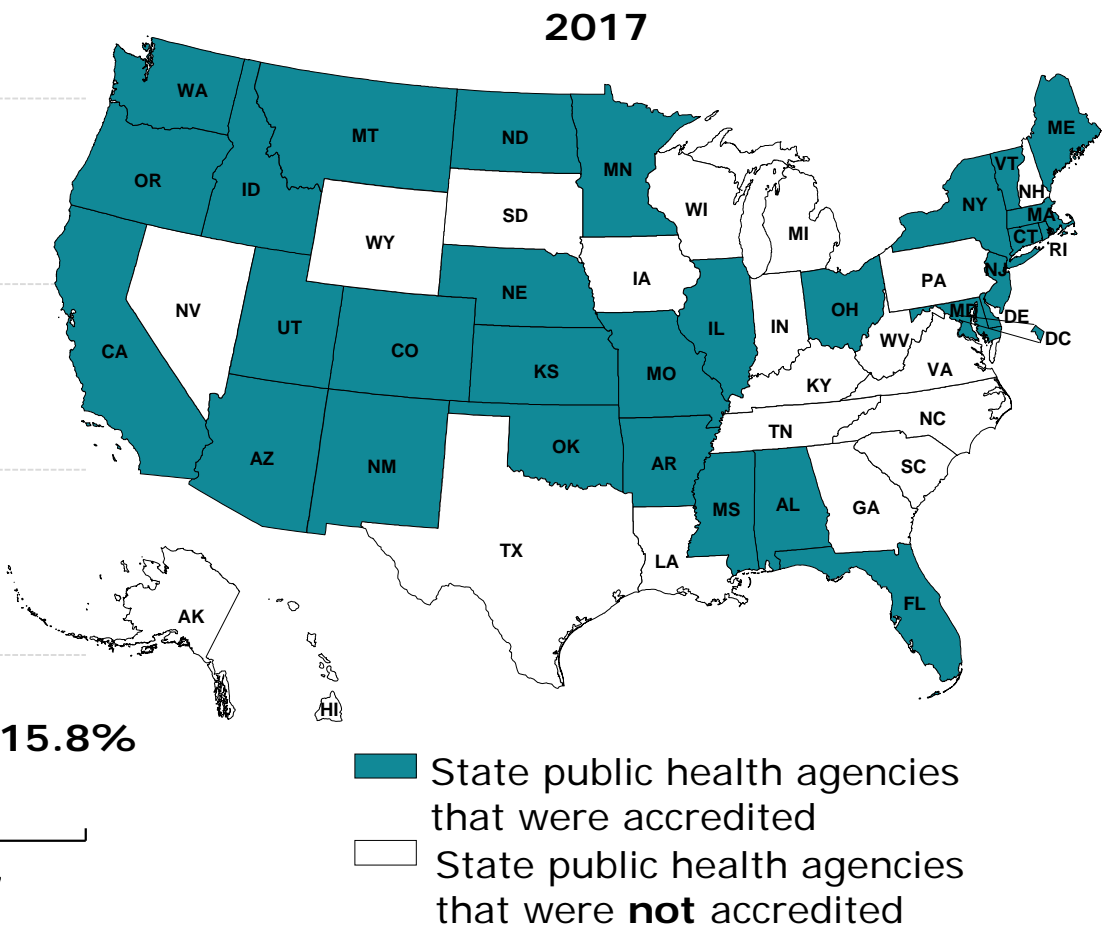 2017
WA
MT
ND
MN
ME
VT
NH
OR
ID
SD
WI
NY
MA
MI
CT
RI
WY
IA
PA
NJ
NE
NV
UT
CO
IL
IN
OH
MD
DE
DC
WV
CA
KS
MO
KY
VA
NC
TN
AZ
NM
OK
AR
SC
MS
AL
GA
TX
LA
FL
AK
HI
15.8%
State public health agencies
that were accredited
State public health agencies
that were not accredited